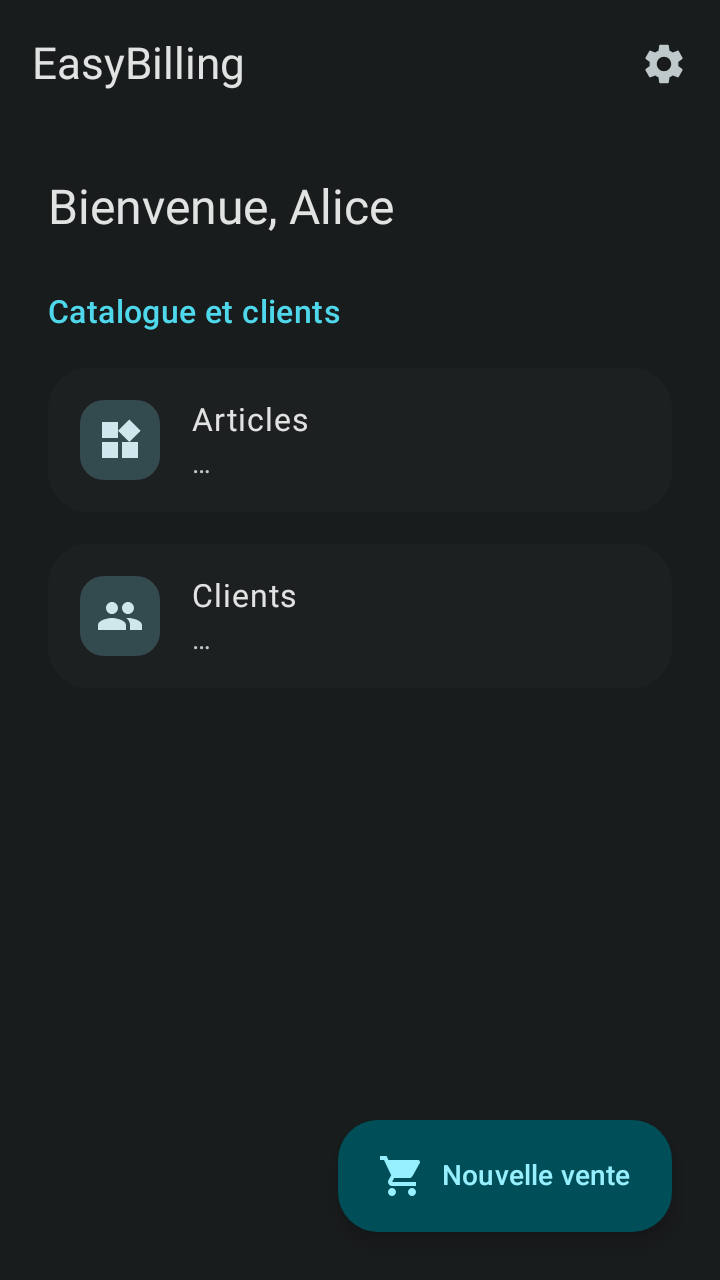 EasyBilling
Bienvenue, Alice
Catalogue et clients
Articles
…
Clients
…
Nouvelle vente